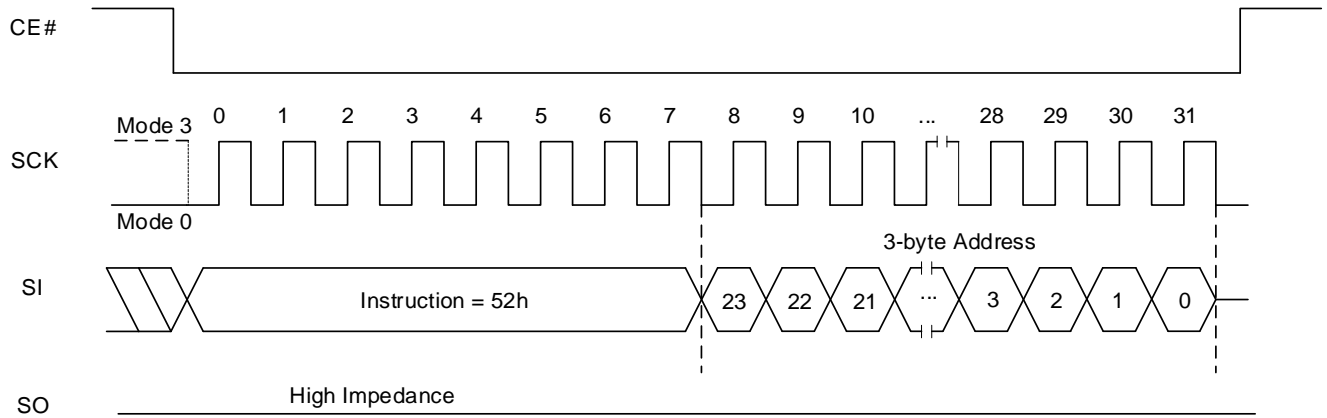 CE#
0 1 2 3 4 5 6 7 8 9 10 ... 28 29 30 31
Mode 3
SCK
Mode 0
3-byte Address
SI
Instruction = 52h
23 22 21 ... 3 2 1 0
High Impedance
SO